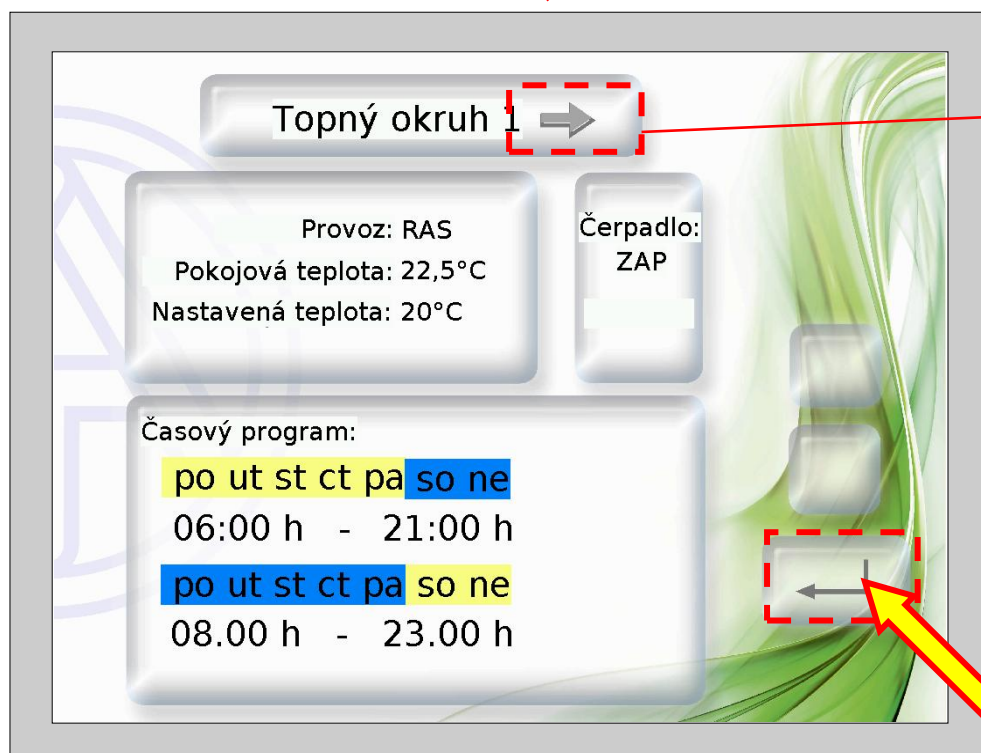 Topný okruh 1
Provoz: RAS
Pokojová teplota: 22,5°C
Nastavená teplota: 20°C
Čerpadlo:
ZAP
Časový program:
po ut st ct pa so ne
06:00 h - 21:00 h
po ut st ct pa so ne
08.00 h - 23.00 h